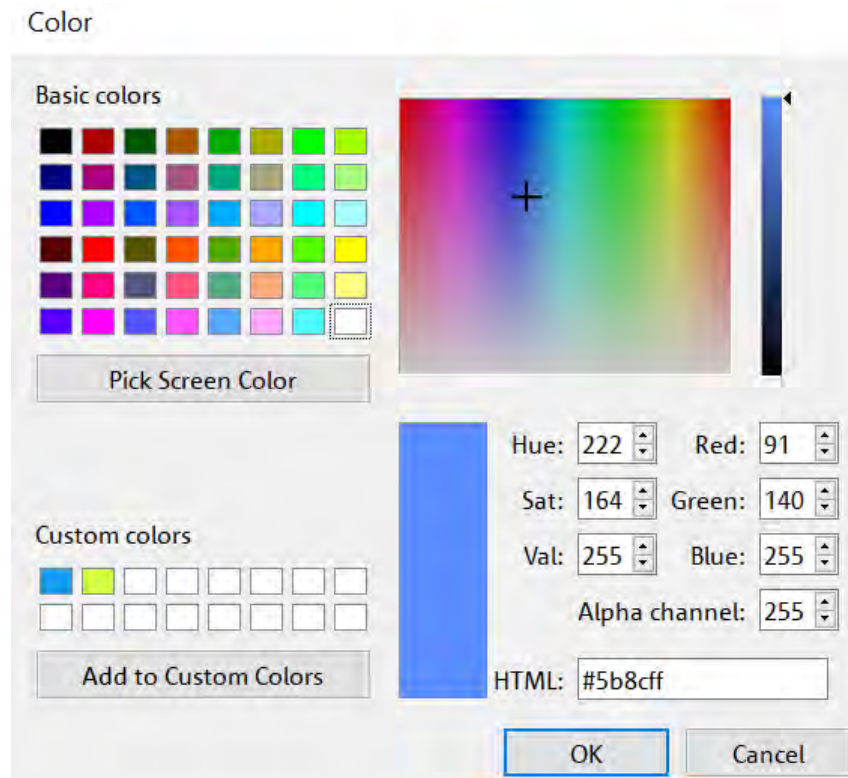 Color
Basic colors
Pick Screen Color
Custom colors
Add to Custom Colors
Hue: 222 Red: 91
Sat: 164 Green: 140
Val: 255 Blue: 255
Alpha channel: 255
HTML: #5b8cff
OK Cancel